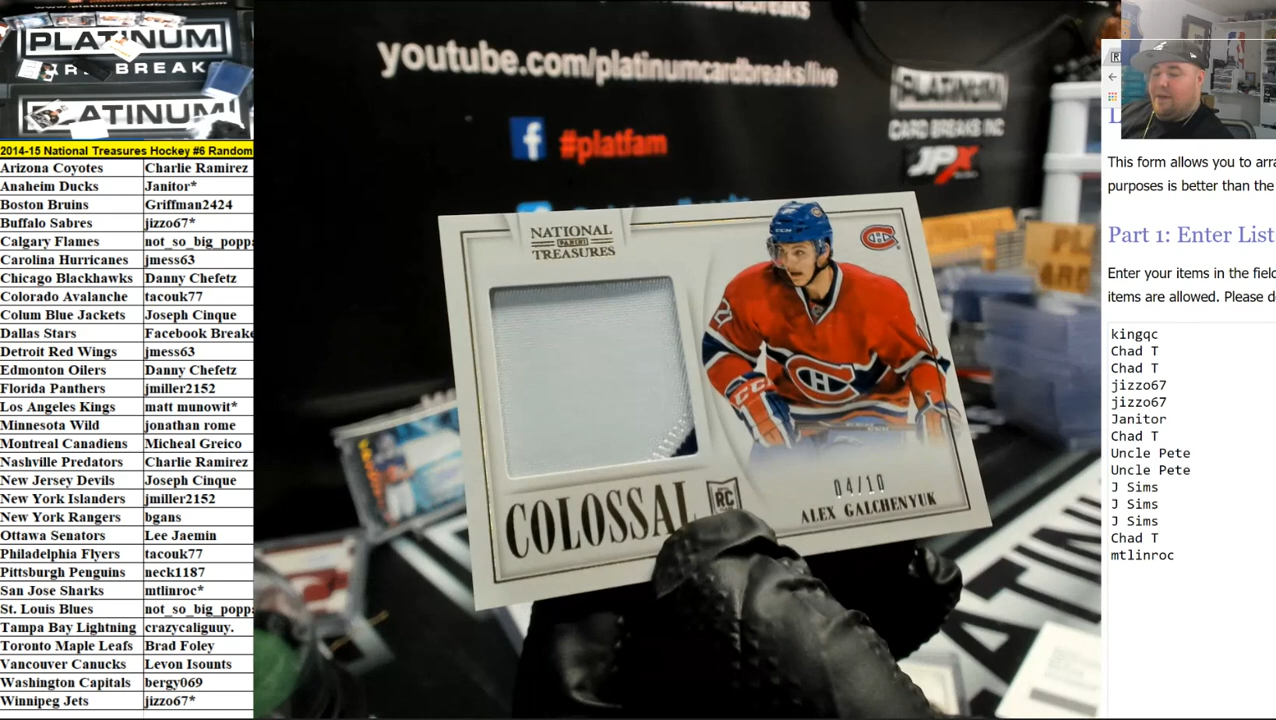 PLATINUM
BREAK
LATINUM
2014-15 National Treasures Hockey #6 Random
Arizona Coyotes Charlie Ramirez
Anaheim Ducks Janitor*
Boston Bruins Griffman2424
Buffalo Sabres jizzo67*
Calgary Flames not_so_big_popp
Carolina Hurricanes jmess63
Chicago Blackhawks Danny Chefetz
Colorado Avalanche tacouk77
Colum Blue Jackets Joseph Cinque
Dallas Stars Facebook Breake
Detroit Red Wings jmess63
Edmonton Oilers Danny Chefetz
Florida Panthers jmiller2152
Los Angeles Kings matt munowit*
Minnesota Wild jonathan rome
Montreal Canadiens Micheal Greico
Nashville Predators Charlie Ramirez
New Jersey Devils Joseph Cinque
New York Islanders jmiller2152
New York Rangers bgans
Ottawa Senators Lee Jaemin
Philadelphia Flyers tacouk77
Pittsburgh Penguins neck1187
San Jose Sharks mtlinroc*
St. Louis Blues not_so_big_popp
Tampa Bay Lightning crazycaliguuy.
Toronto Maple Leafs Brad Foley
Vancouver Canucks Levon Isounts
Washington Capitals bergy069
Winnipeg Jets jizzo67*
youtube.com/platinumcardbreaks/live
#platfam
PLATINUM
CARD BREAKS INC
JPX
NATIONAL
PANINI
TREASURES
COLOSSAL
RC
04/10
ALEX GALCHENYUK
This form allows you to arra
purposes is better than the
Part 1: Enter List
Enter your items in the field
items are allowed. Please d
kingqc
Chad T
Chad T
jizzo67
jizzo67
Janitor
Chad T
Uncle Pete
Uncle Pete
J Sims
J Sims
J Sims
Chad T
mtlinroc